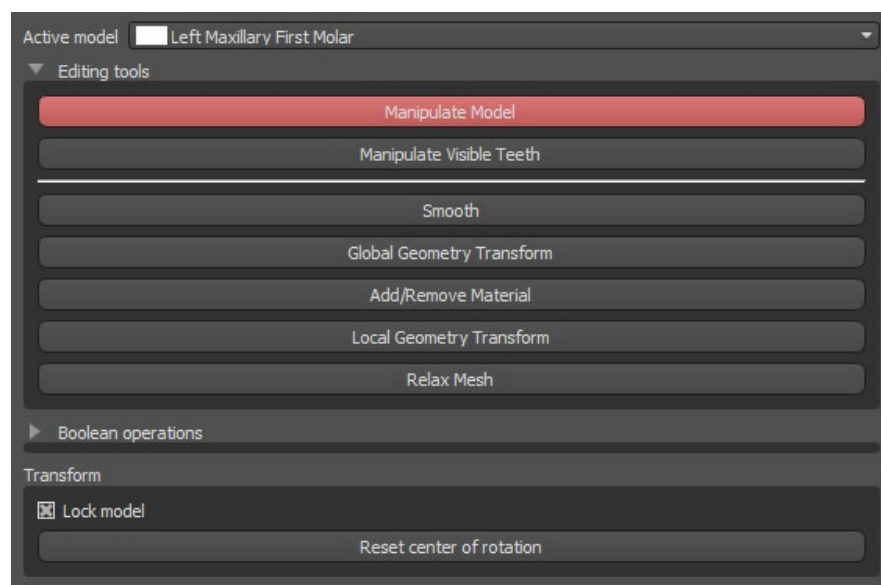 Active model Left Maxillary First Molar
Editing tools
Manipulate Model
Manipulate Visible Teeth
Smooth
Global Geometry Transform
Add/Remove Material
Local Geometry Transform
Relax Mesh
Boolean operations
Transform
Lock model
Reset center of rotation